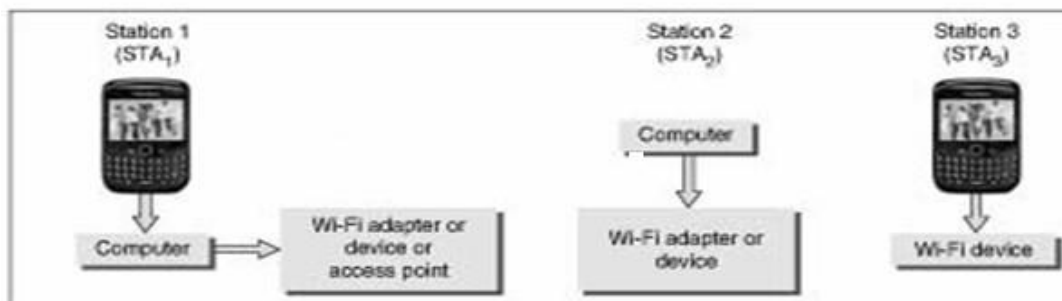 Station 1
(STA₁)
Station 2
(STA₂)
Station 3
(STA₃)
Computer
Computer
Wi-Fi adapter or
device or
access point
Wi-Fi adapter or
device
Wi-Fi device